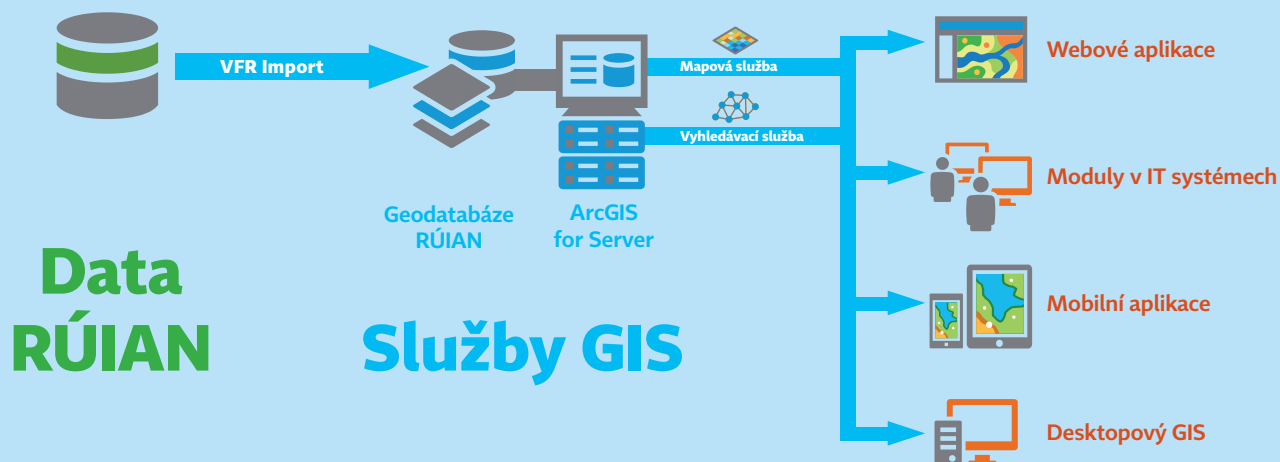 VFR Import
Mapová služba
Vyhledávací služba
Webové aplikace
Moduly v IT systémech
Geodatabáze
RÚIAN
ArcGIS
for Server
Data
RÚIAN
Služby GIS
Mobilní aplikace
Desktopový GIS